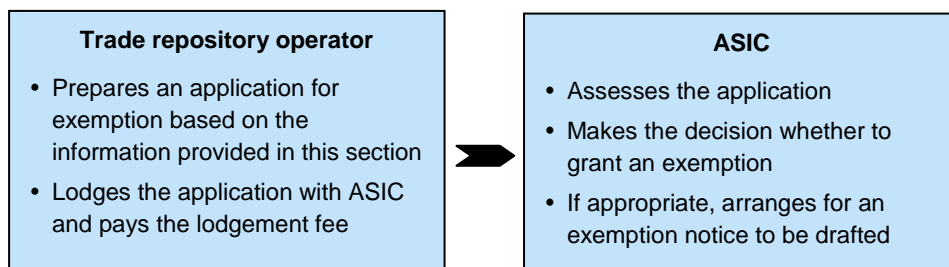 Trade repository operator
• Prepares an application for
exemption based on the
information provided in this section
• Lodges the application with ASIC
and pays the lodgement fee
ASIC
• Assesses the application
• Makes the decision whether to
grant an exemption
• If appropriate, arranges for an
exemption notice to be drafted